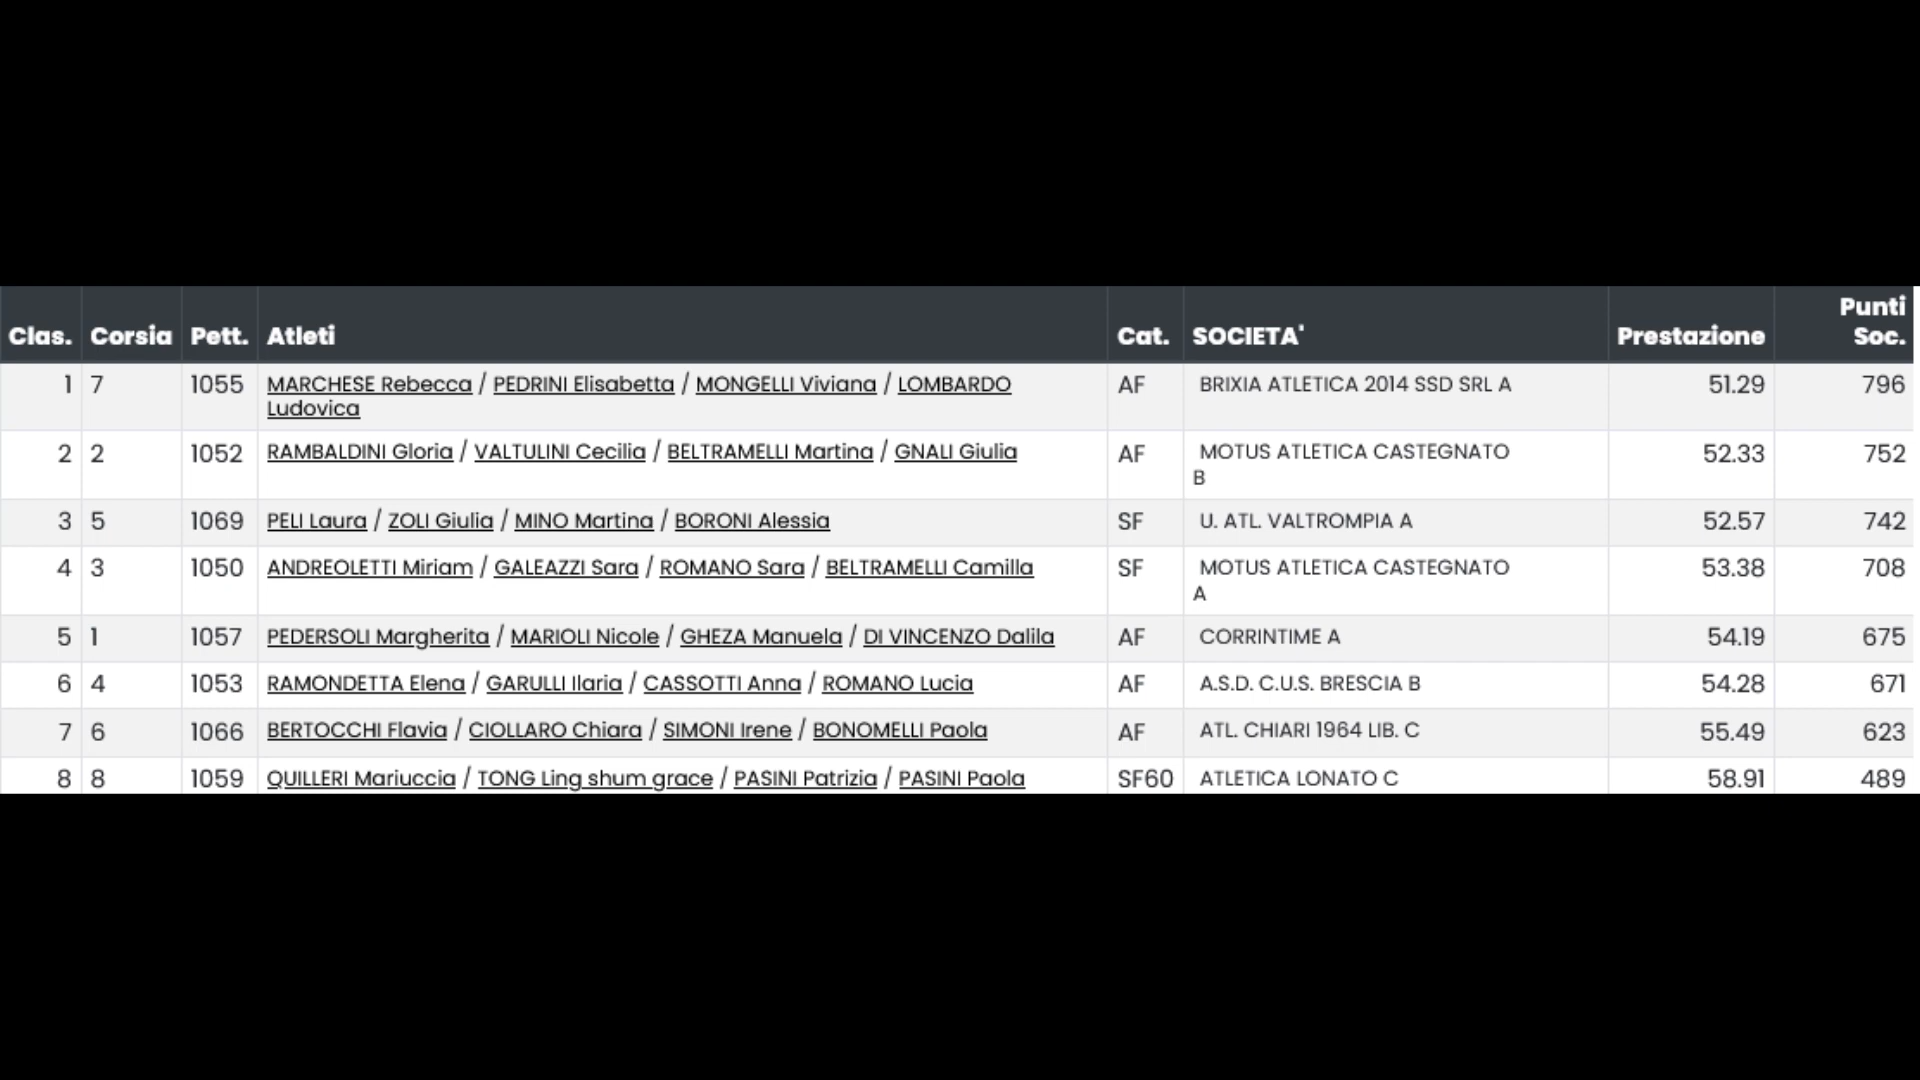 Clas. Corsia Pett. Atleti Cat. SOCIETA' Prestazione Punti Soc.
1 7 1055 MARCHESE Rebecca / PEDRINI Elisabetta / MONGELLI Viviana / LOMBARDO Ludovica AF BRIXIA ATLETICA 2014 SSD SRL A 51.29 796
2 2 1052 RAMBALDINI Gloria / VALTULINI Cecilia / BELTRAMELLI Martina / GNALI Giulia AF MOTUS ATLETICA CASTEGNATO B 52.33 752
3 5 1069 PELI Laura / ZOLI Giulia / MINO Martina / BORONI Alessia SF U. ATL. VALTROMPIA A 52.57 742
4 3 1050 ANDREOLETTI Miriam / GALEAZZI Sara / ROMANO Sara / BELTRAMELLI Camilla SF MOTUS ATLETICA CASTEGNATO A 53.38 708
5 1 1057 PEDERSOLI Margherita / MARIOLI Nicole / GHEZA Manuela / DI VINCENZO Dalila AF CORRINTIME A 54.19 675
6 4 1053 RAMONDETTA Elena / GARULLI Ilaria / CASSOTTI Anna / ROMANO Lucia AF A.S.D. C.U.S. BRESCIA B 54.28 671
7 6 1066 BERTOCCHI Flavia / CIOLLARO Chiara / SIMONI Irene / BONOMELLI Paola AF ATL. CHIARI 1964 LIB. C 55.49 623
8 8 1059 QUILLERI Mariuccia / TONG Ling shum grace / PASINI Patrizia / PASINI Paola SF60 ATLETICA LONATO C 58.91 489